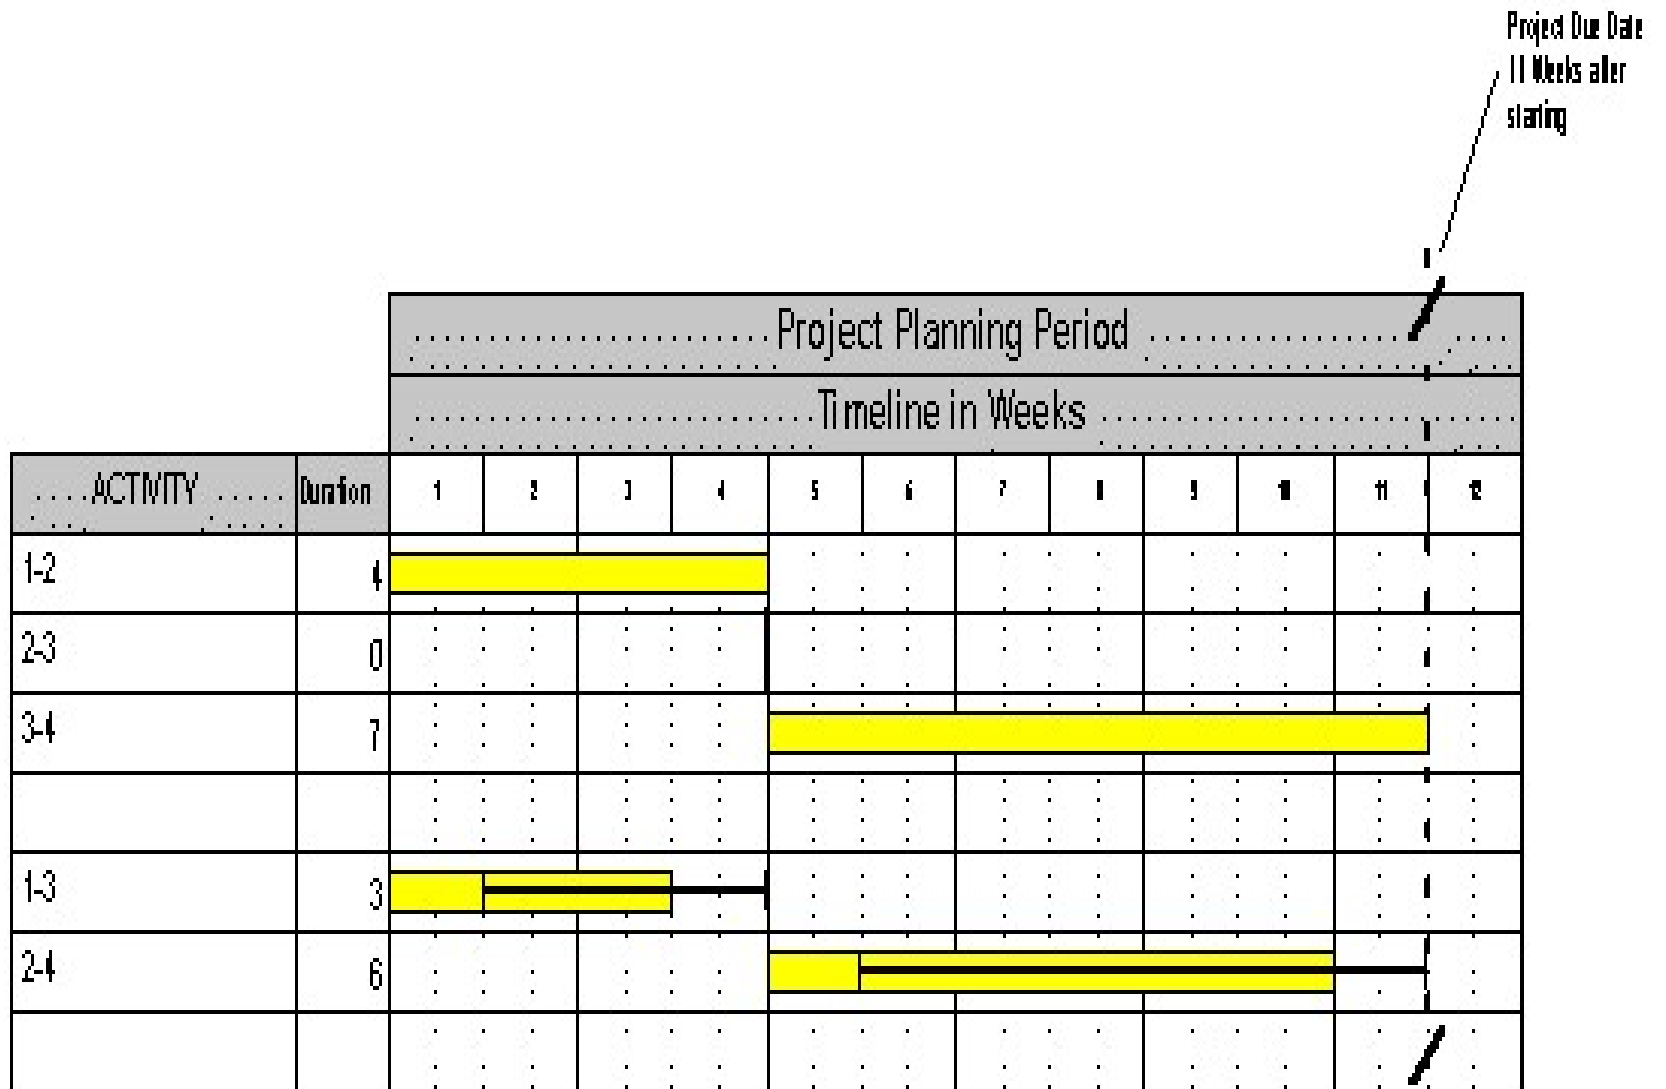 Project Due Date
11 Weeks after
starting
Project Planning Period
Timeline in Weeks
ACTIVITY Duration 1 2 3 4 5 6 7 8 9 10 11 12
1-2 4
2-3 0
3-4 7
1-3 3
2-4 6